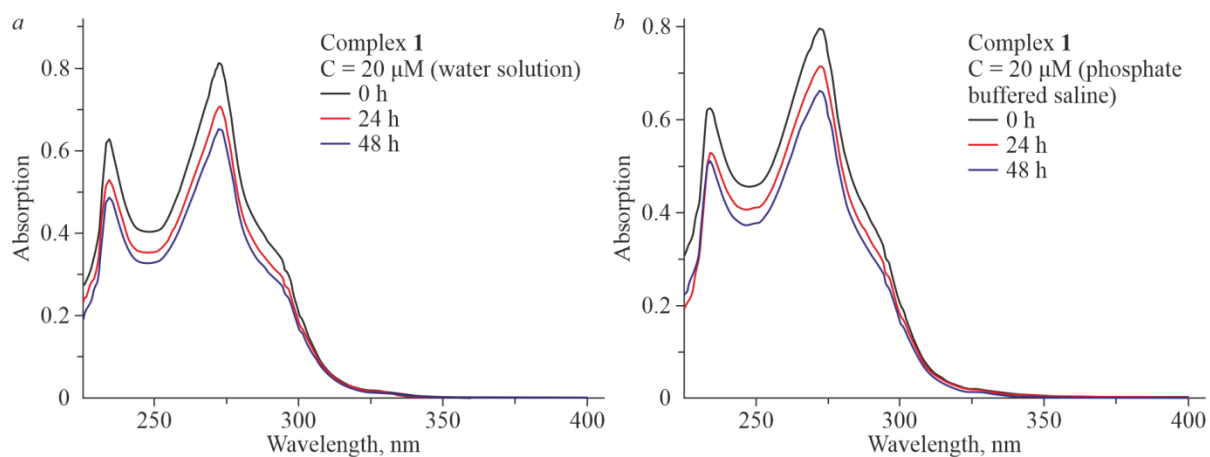 a
Complex 1
C = 20 μM (water solution)
0 h
24 h
48 h
0.8
0.6
0.4
0.2
0
Absorption
250
300
350
400
Wavelength, nm
b
Complex 1
C = 20 μM (phosphate
buffered saline)
0 h
24 h
48 h
0.8
0.6
0.4
0.2
0
Absorption
250
300
350
400
Wavelength, nm